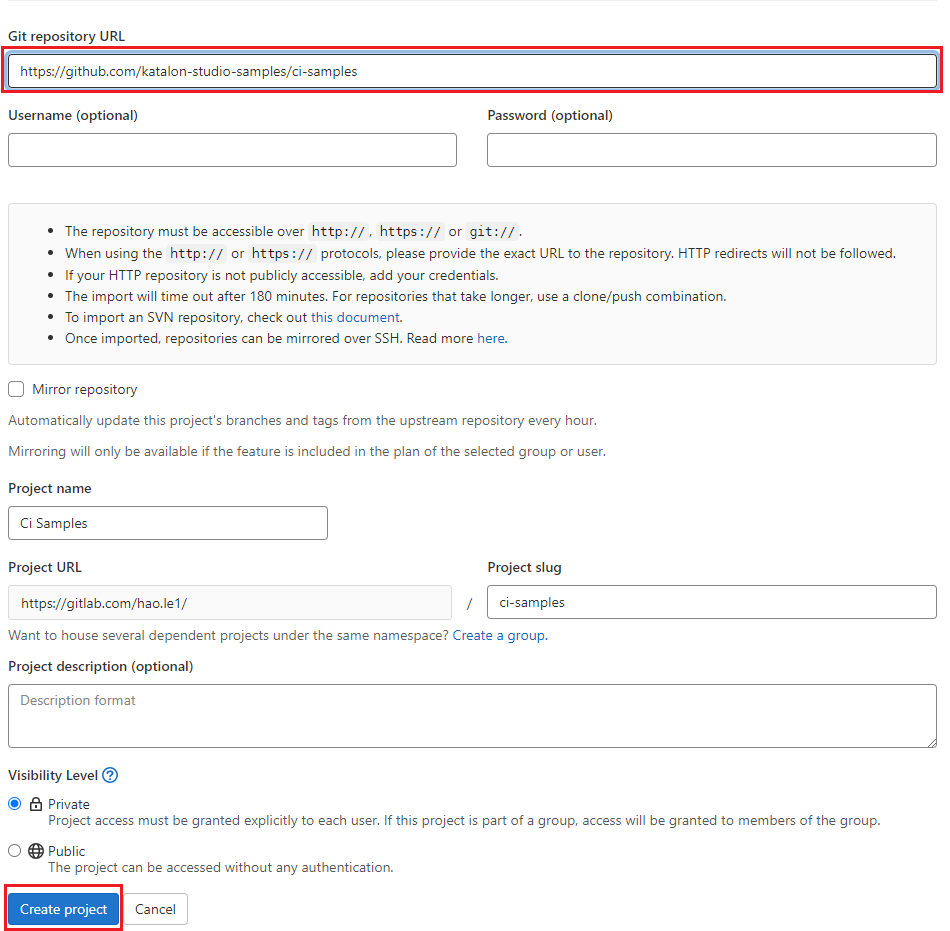 Git repository URL
https://github.com/katalon-studio-samples/ci-samples
Username (optional)
Password (optional)
The repository must be accessible over http://, https:// or git://.
When using the http:// or https:// protocols, please provide the exact URL to the repository. HTTP redirects will not be followed.
If your HTTP repository is not publicly accessible, add your credentials.
The import will time out after 180 minutes. For repositories that take longer, use a clone/push combination.
To import an SVN repository, check out this document.
Once imported, repositories can be mirrored over SSH. Read more here.
Mirror repository
Automatically update this project's branches and tags from the upstream repository every hour.
Mirroring will only be available if the feature is included in the plan of the selected group or user.
Project name
Ci Samples
Project URL
Project slug
https://gitlab.com/hao.le1/
/
ci-samples
Want to house several dependent projects under the same namespace? Create a group.
Project description (optional)
Description format
Visibility Level ?
Private
Project access must be granted explicitly to each user. If this project is part of a group, access will be granted to members of the group.
Public
The project can be accessed without any authentication.
Create project
Cancel